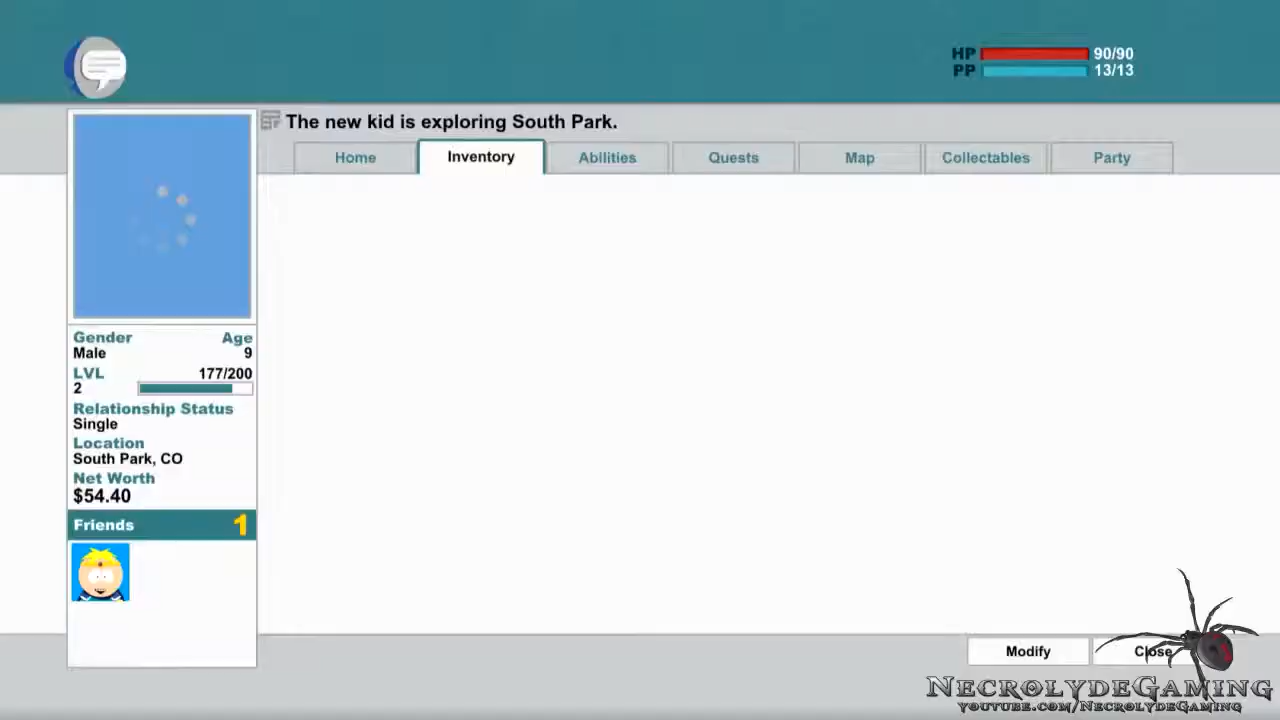 HP 90/90
PP 13/13
The new kid is exploring South Park.
Home Inventory Abilities Quests Map Collectables Party
Gender Age
Male 9
LVL 177/200
2
Relationship Status
Single
Location
South Park, CO
Net Worth
$54.40
Friends 1
Modify Close
NecrolydeGaming
youtube.com/NecrolydeGaming